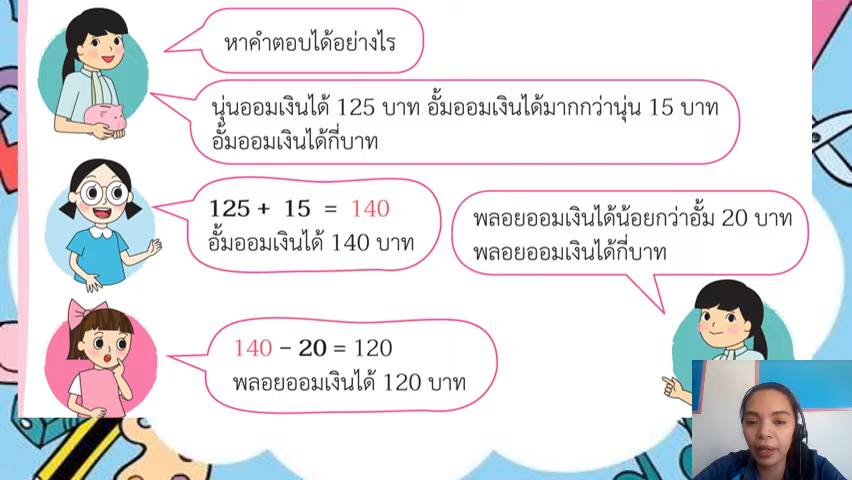 หาคำตอบได้อย่างไร
นุ่นออมเงินได้ 125 บาท อั้มออมเงินได้มากกว่านุ่น 15 บาท
อั้มออมเงินได้กี่บาท
125 + 15 = 140
อั้มออมเงินได้ 140 บาท
พลอยออมเงินได้น้อยกว่าอั้ม 20 บาท
พลอยออมเงินได้กี่บาท
140 − 20 = 120
พลอยออมเงินได้ 120 บาท